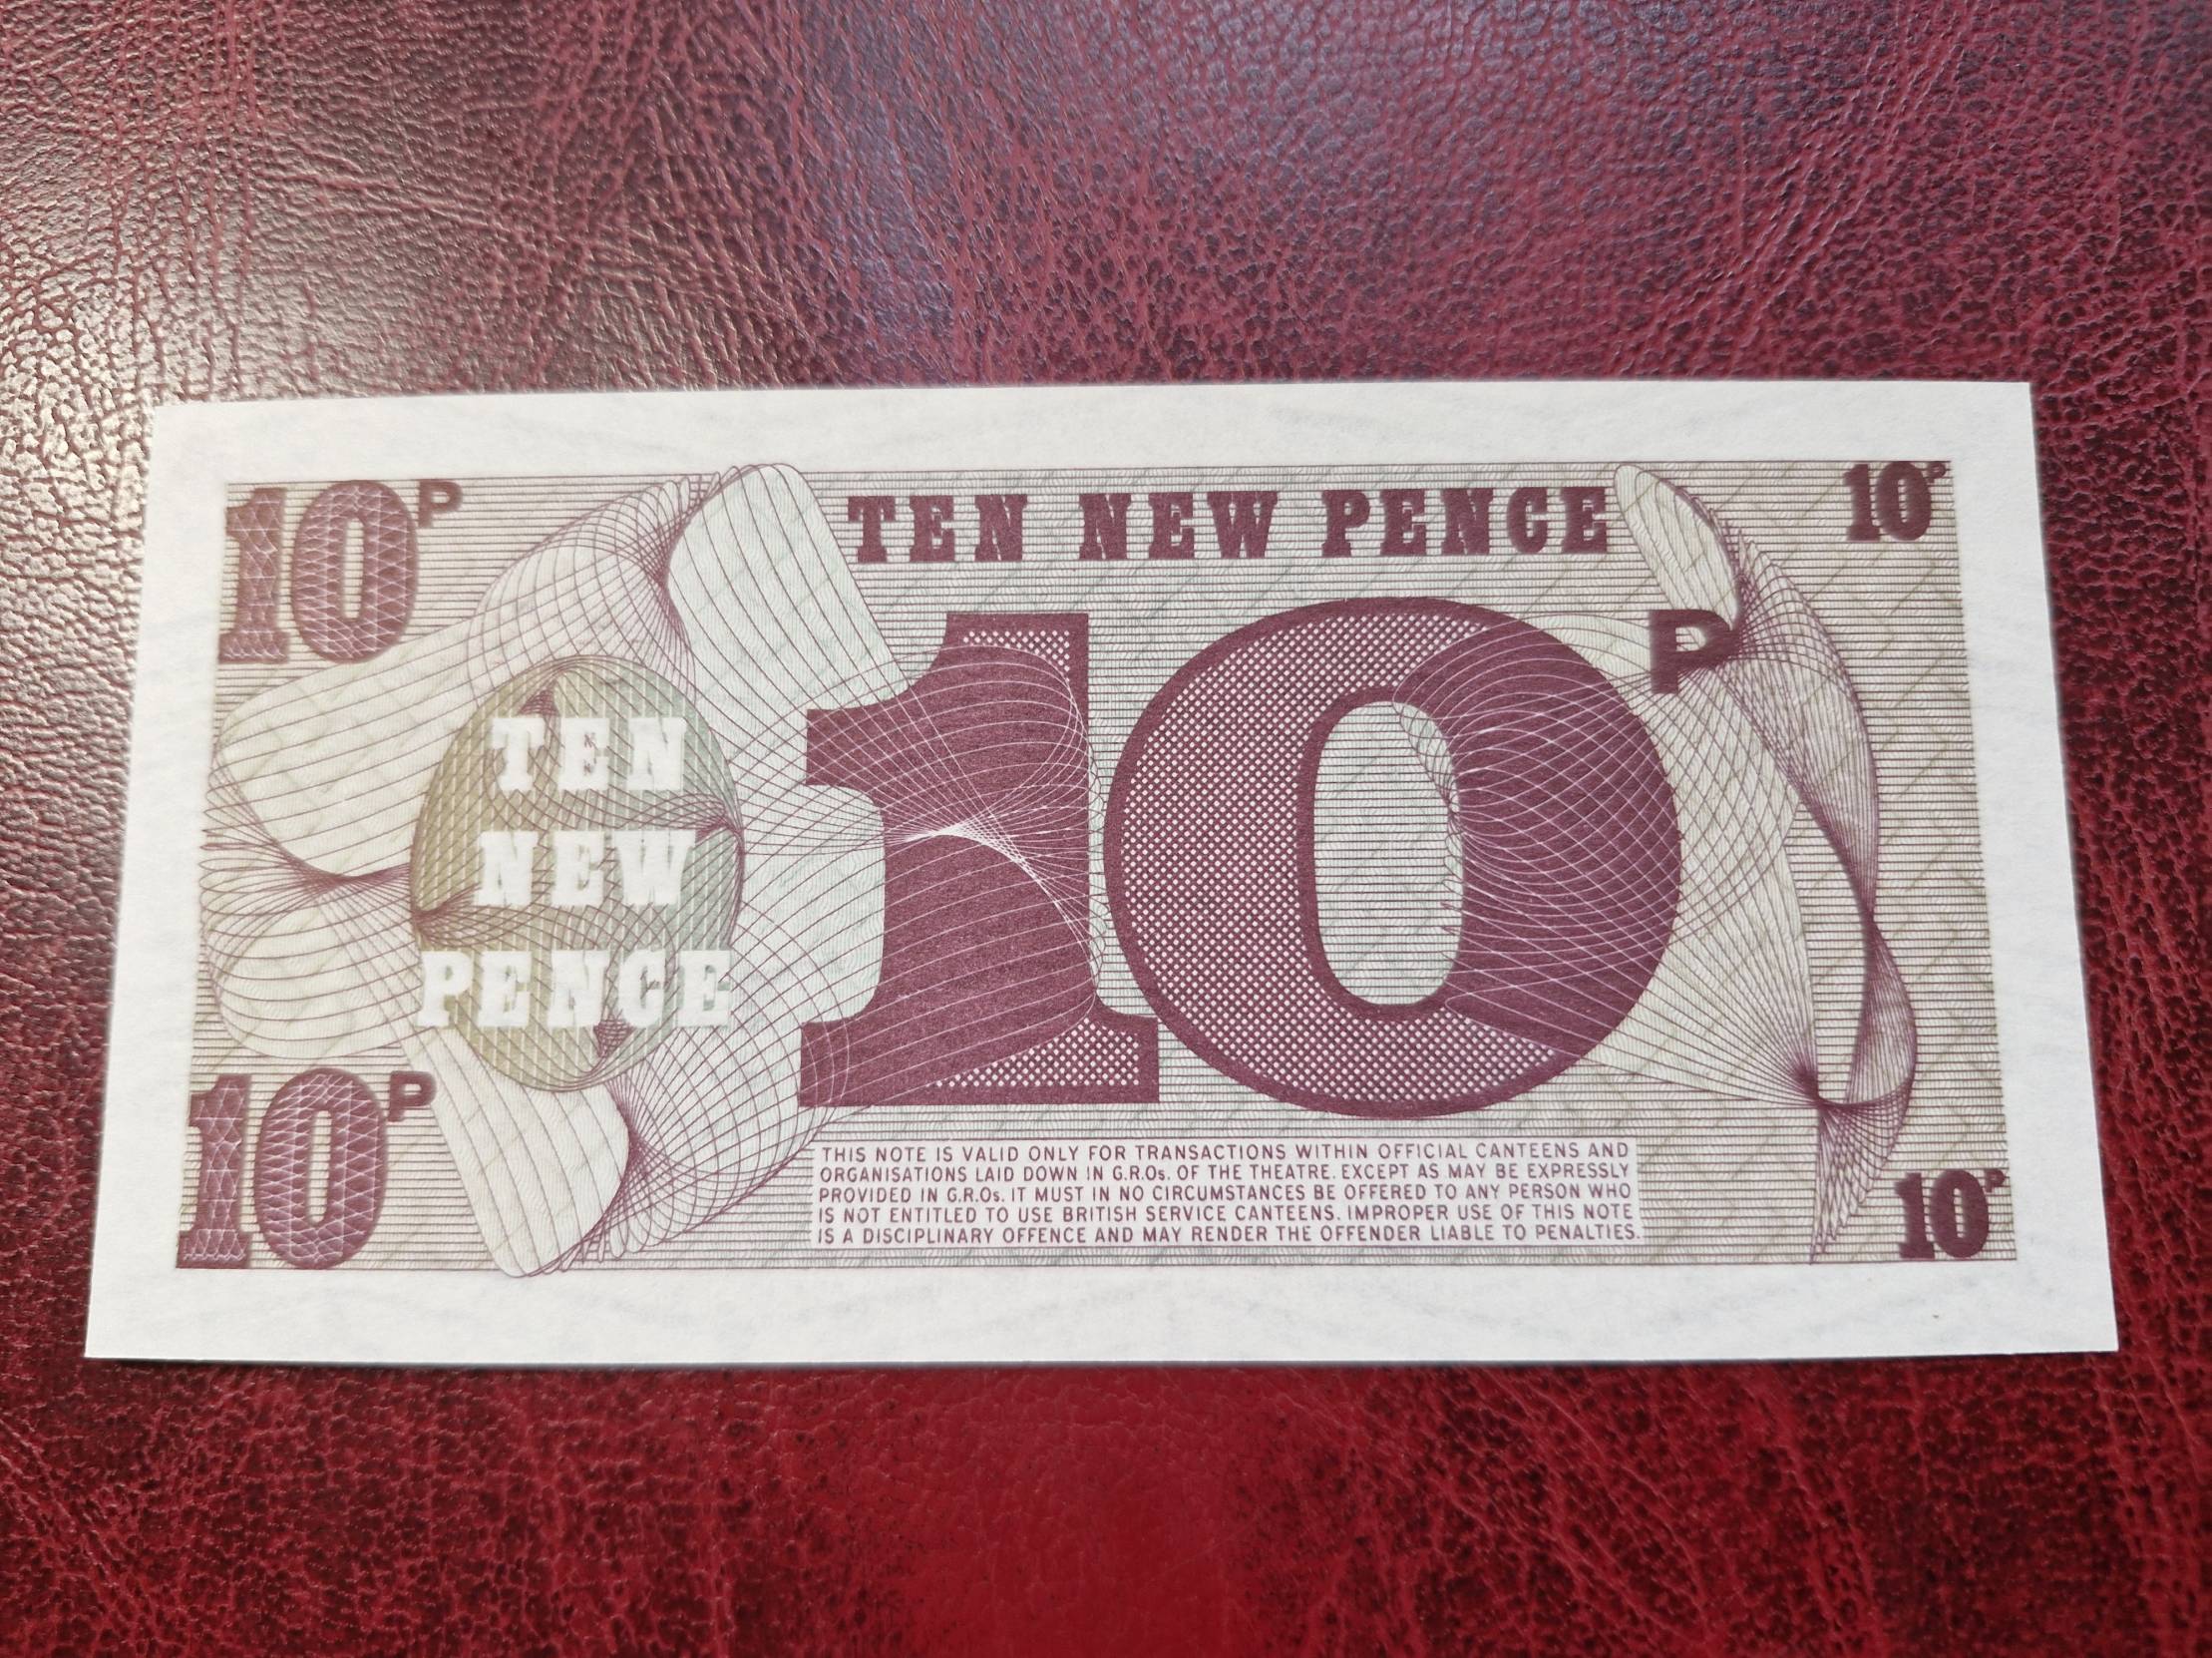 10P
TEN NEW PENCE
10P
10P
TEN
NEW
PENCE
10P
THIS NOTE IS VALID ONLY FOR TRANSACTIONS WITHIN OFFICIAL CANTEENS AND
ORGANISATIONS LAID DOWN IN G.R.Os. OF THE THEATRE. EXCEPT AS MAY BE EXPRESSLY
PROVIDED IN G.R.Os. IT MUST IN NO CIRCUMSTANCES BE OFFERED TO ANY PERSON WHO
IS NOT ENTITLED TO USE BRITISH SERVICE CANTEENS. IMPROPER USE OF THIS NOTE
IS A DISCIPLINARY OFFENCE AND MAY RENDER THE OFFENDER LIABLE TO PENALTIES.
10P